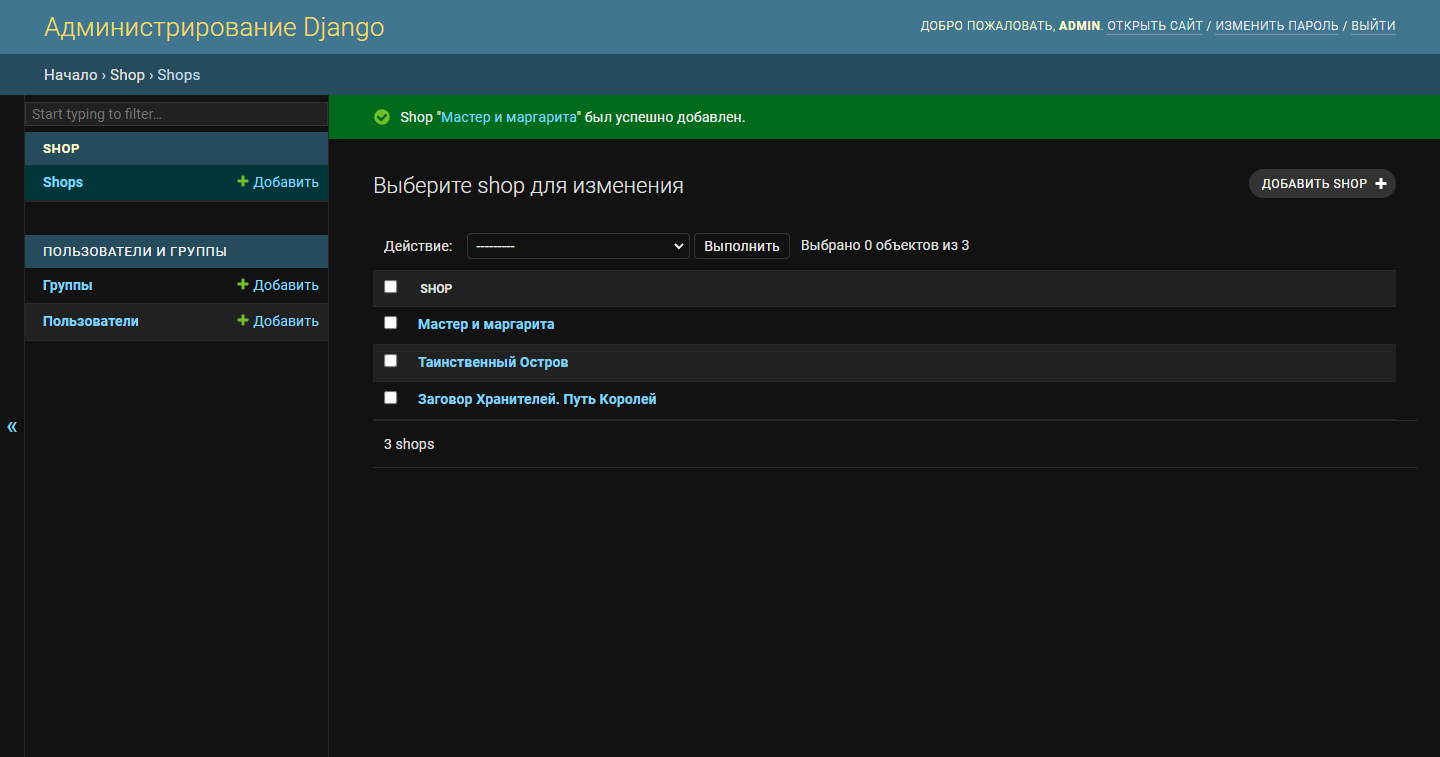 Администрирование Django
ДОБРО ПОЖАЛОВАТЬ, ADMIN. ОТКРЫТЬ САЙТ / ИЗМЕНИТЬ ПАРОЛЬ / ВЫЙТИ
Начало › Shop › Shops
Start typing to filter...
SHOP
Shops + Добавить
ПОЛЬЗОВАТЕЛИ И ГРУППЫ
Группы + Добавить
Пользователи + Добавить
«
Shop "Мастер и маргарита" был успешно добавлен.
Выберите shop для изменения
ДОБАВИТЬ SHOP +
Действие: --------- Выполнить Выбрано 0 объектов из 3
SHOP
Мастер и маргарита
Таинственный Остров
Заговор Хранителей. Путь Королей
3 shops